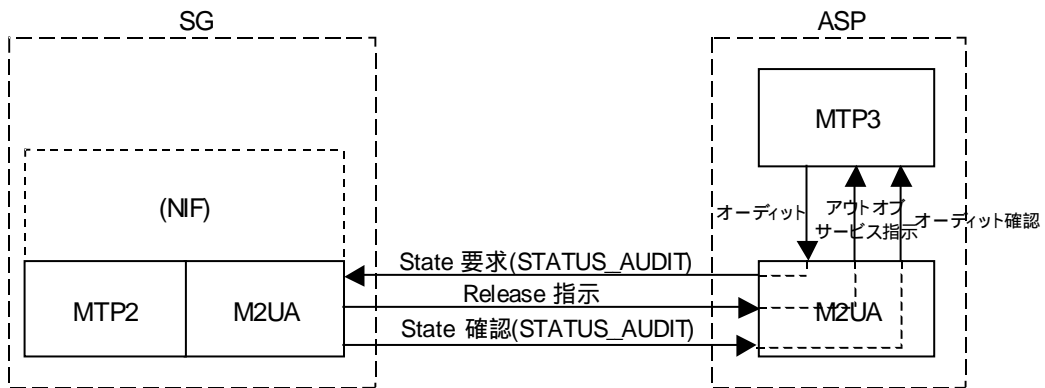 SG
ASP
MTP3
(NIF)
オーディット
アウトオブ
サービス指示
オーディット確認
State 要求(STATUS_AUDIT)
Release 指示
State 確認(STATUS_AUDIT)
MTP2
M2UA
M2UA